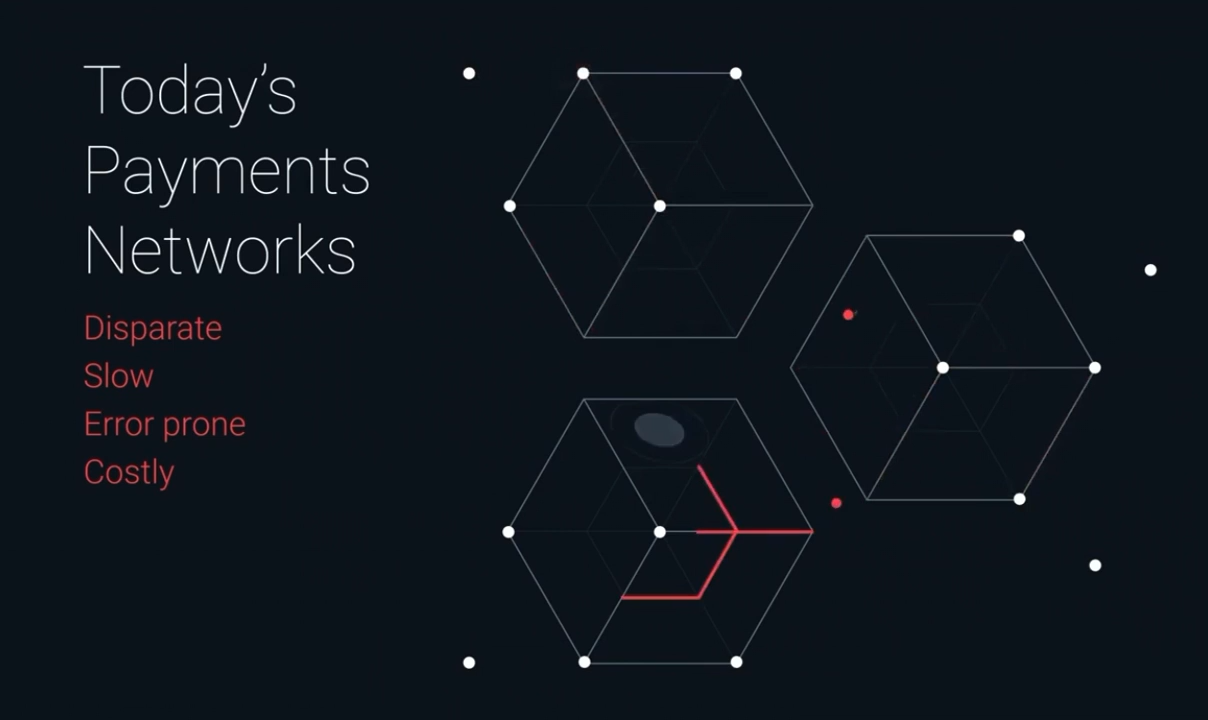 Today’s
Payments
Networks
Disparate
Slow
Error prone
Costly